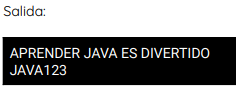 Salida:
APRENDER JAVA ES DIVERTIDO
JAVA123